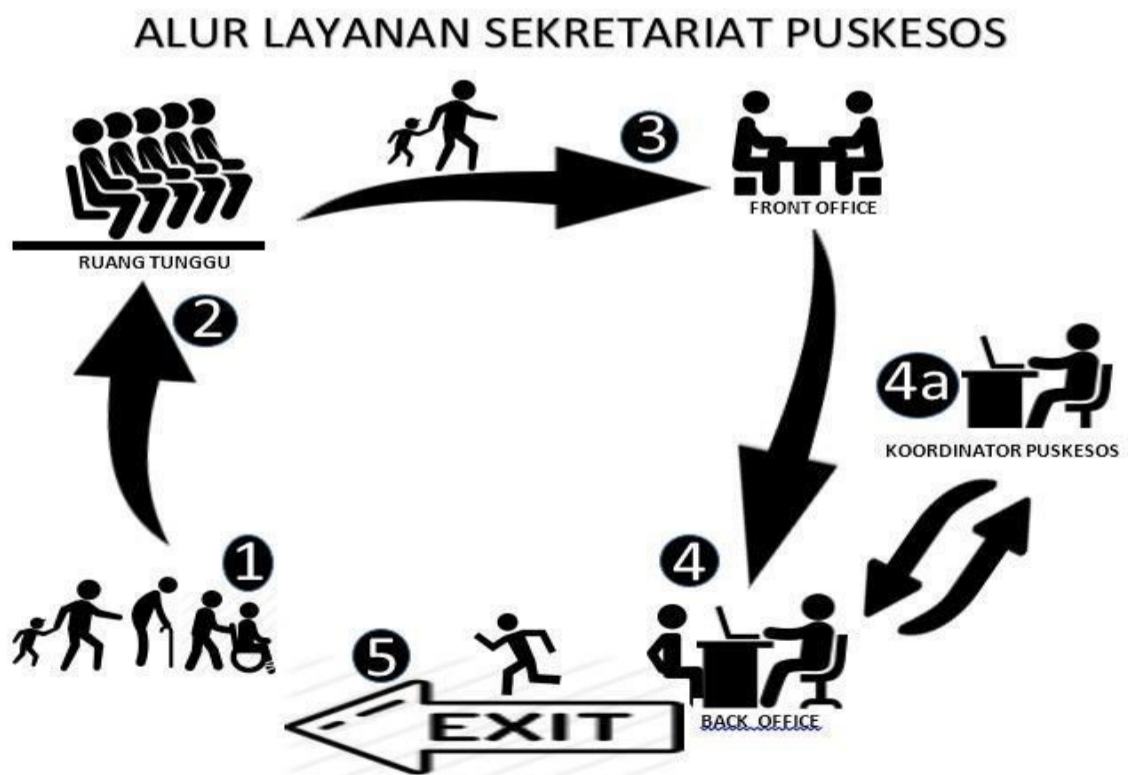 ALUR LAYANAN SEKRETARIAT PUSKESOS
3
FRONT OFFICE
RUANG TUNGGU
2
4a
KOORDINATOR PUSKESOS
1
4
5
EXIT
BACK OFFICE